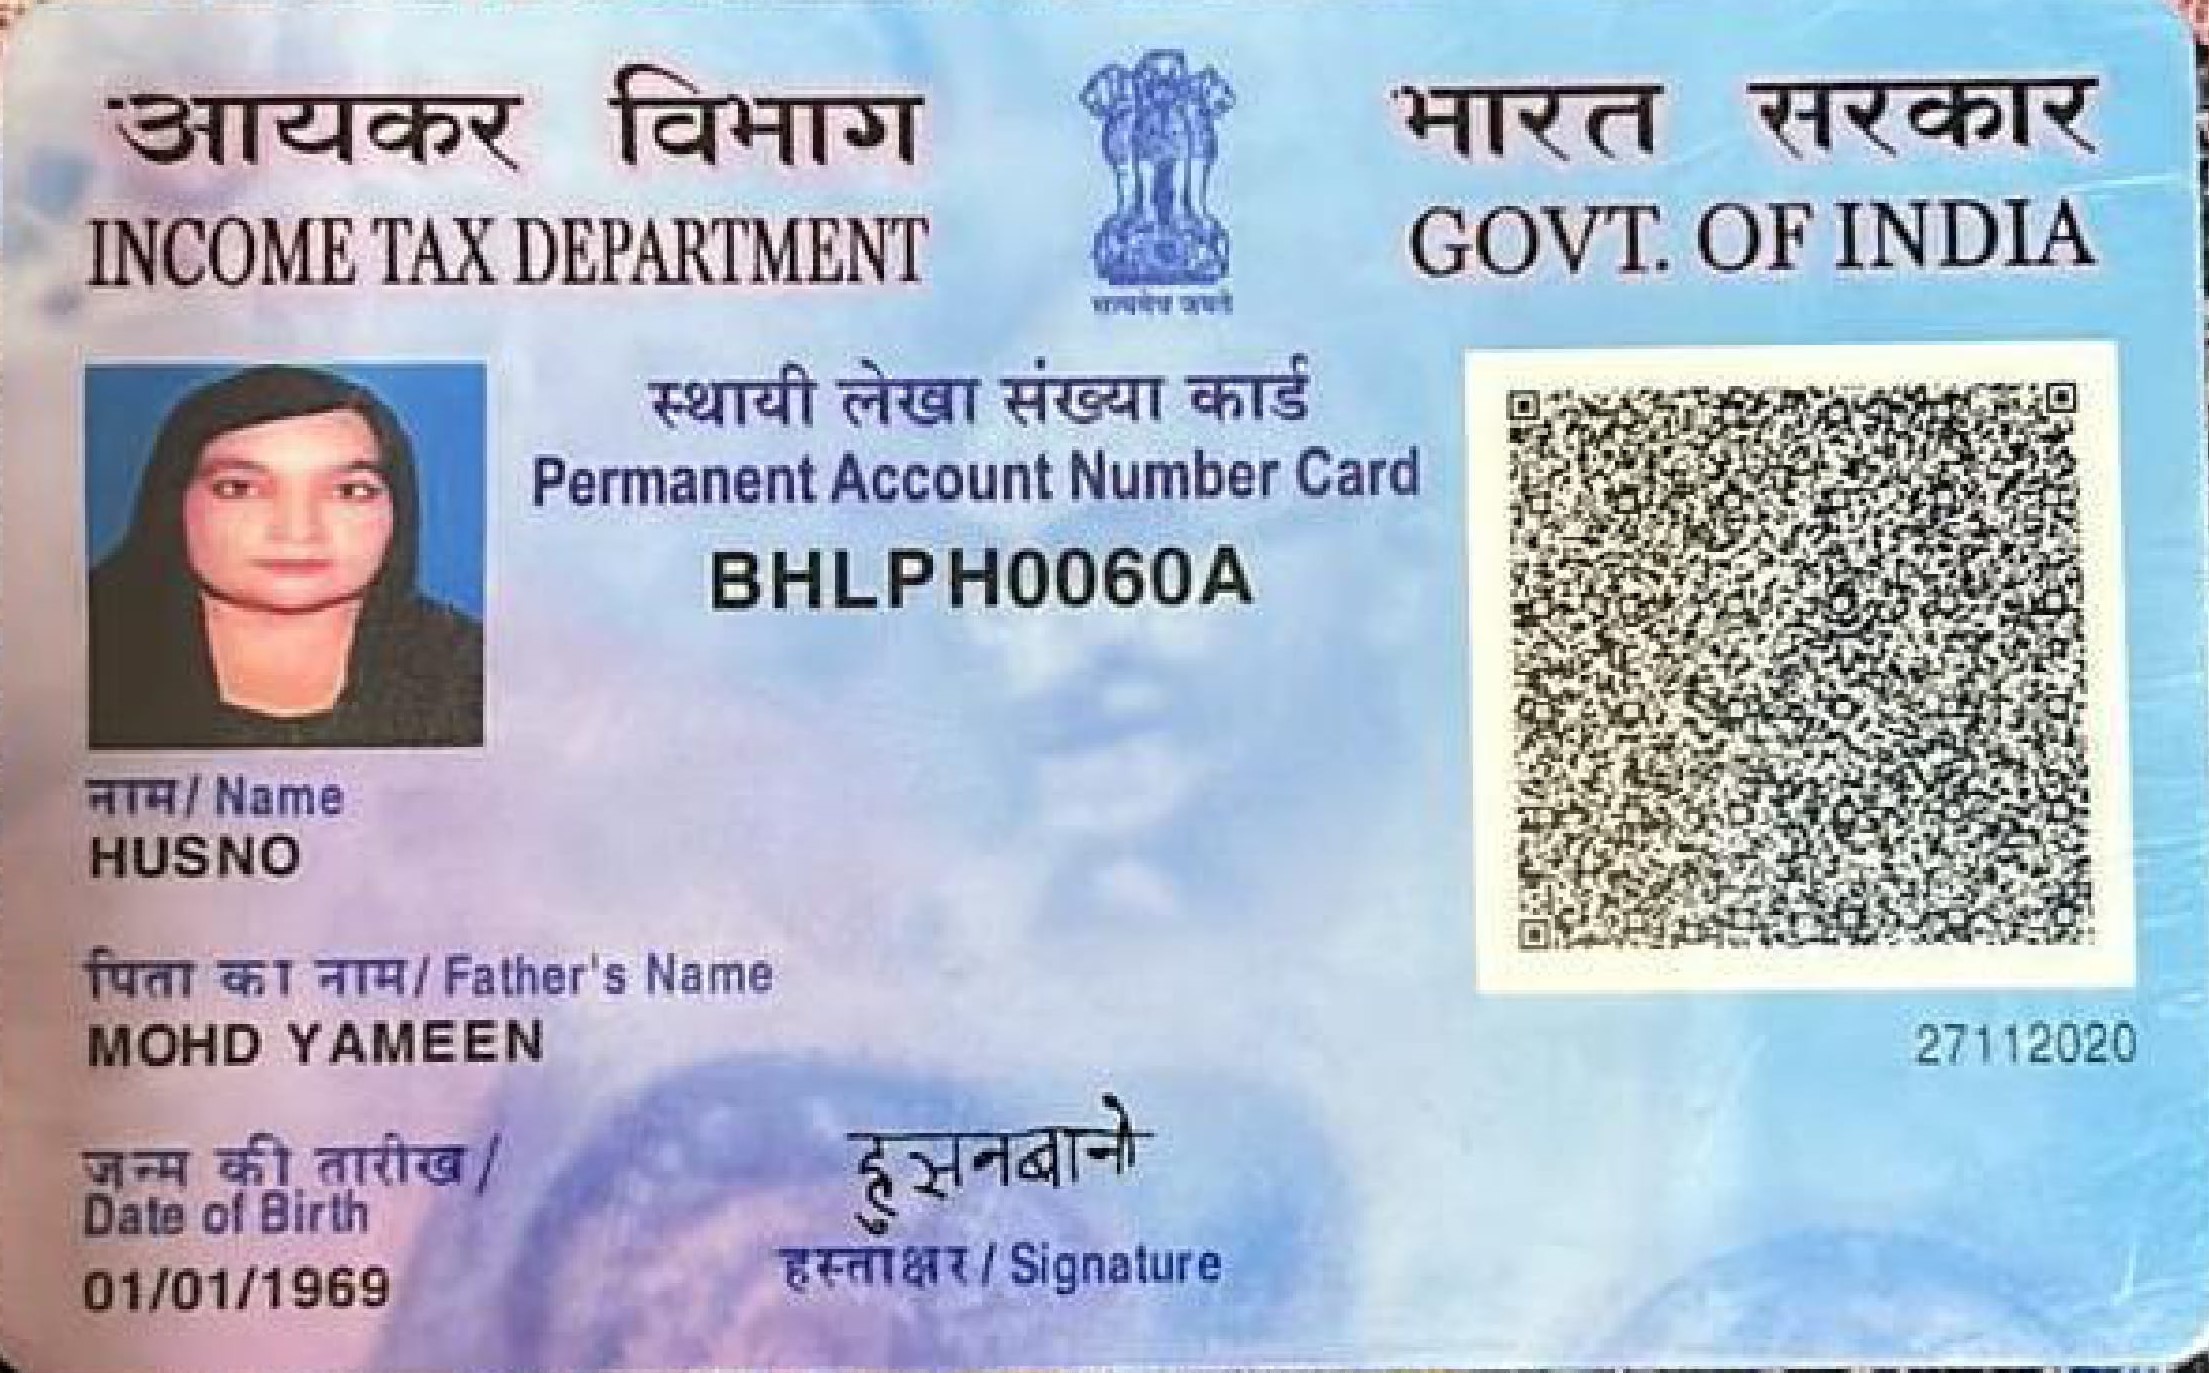 आयकर विभाग
INCOME TAX DEPARTMENT
सत्यमेव जयते
भारत सरकार
GOVT. OF INDIA
स्थायी लेखा संख्या कार्ड
Permanent Account Number Card
BHLPH0060A
नाम/ Name
HUSNO
पिता का नाम/ Father's Name
MOHD YAMEEN
27112020
जन्म की तारीख/
Date of Birth
01/01/1969
हुसनबानो
हस्ताक्षर/ Signature